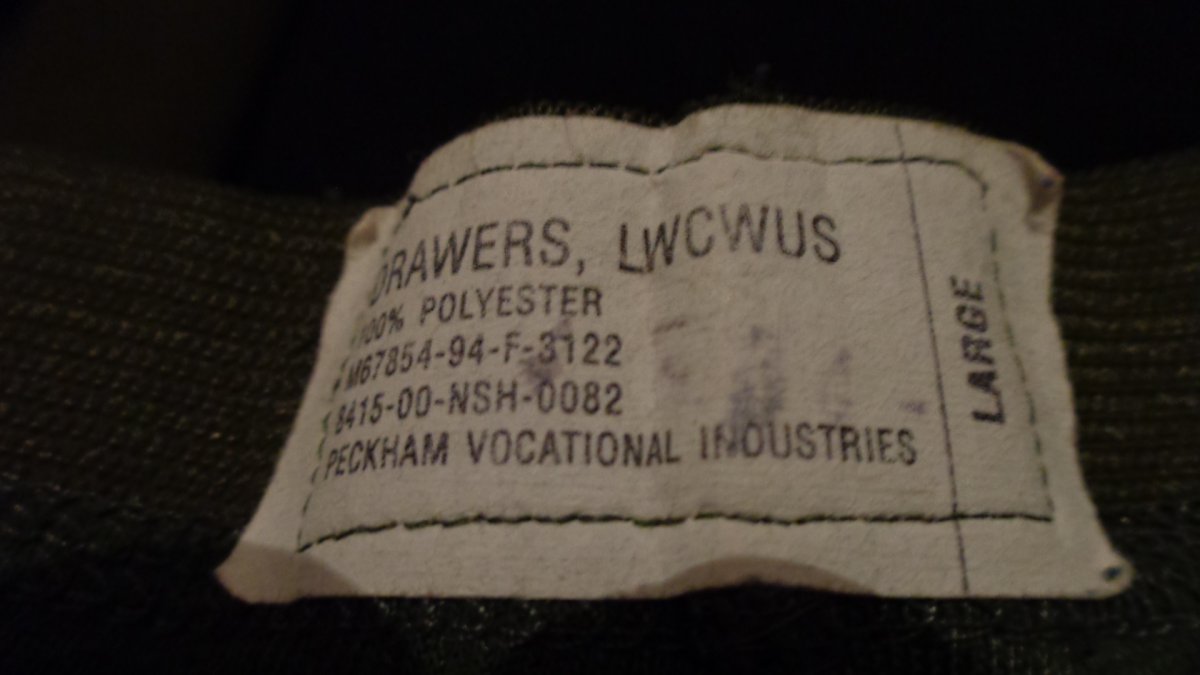 DRAWERS, LWCWUS
100% POLYESTER
M67854-94-F-3122
8415-00-NSH-0082
PECKHAM VOCATIONAL INDUSTRIES
LARGE